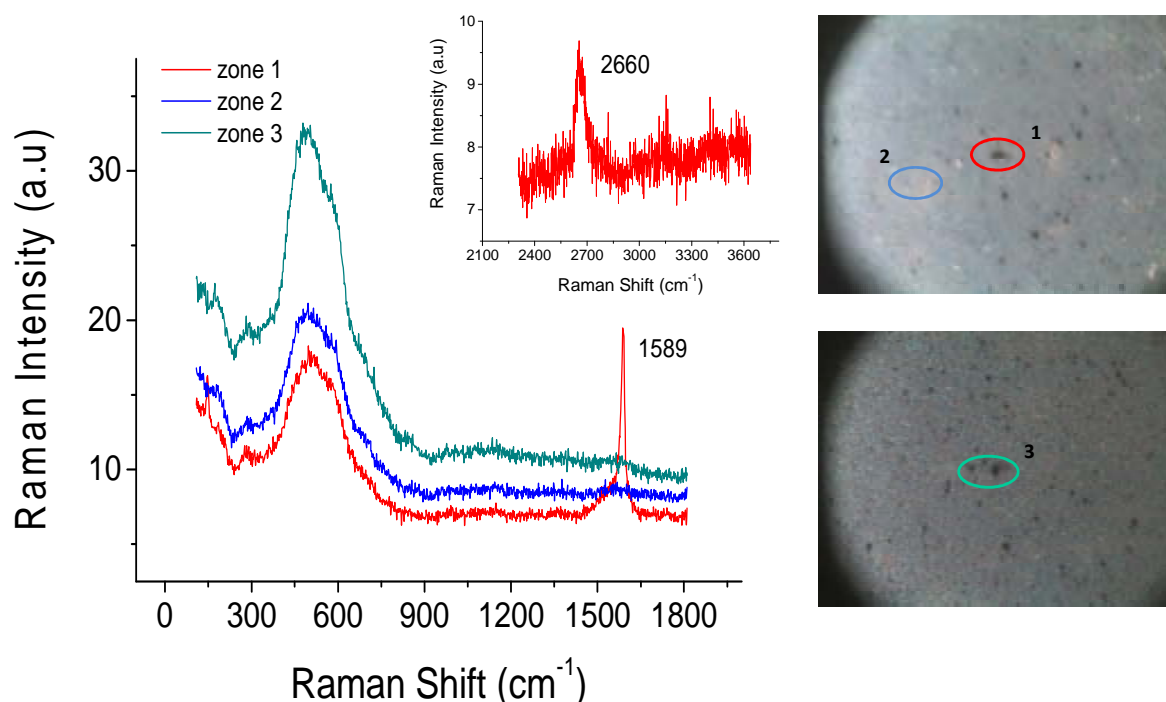 zone 1
zone 2
zone 3
Raman Intensity (a.u)
30
20
10
0 300 600 900 1200 1500 1800
Raman Shift (cm-1)
1589
10
9
8
7
Raman Intensity (a.u)
2660
2100 2400 2700 3000 3300 3600
Raman Shift (cm-1)
1
2
3